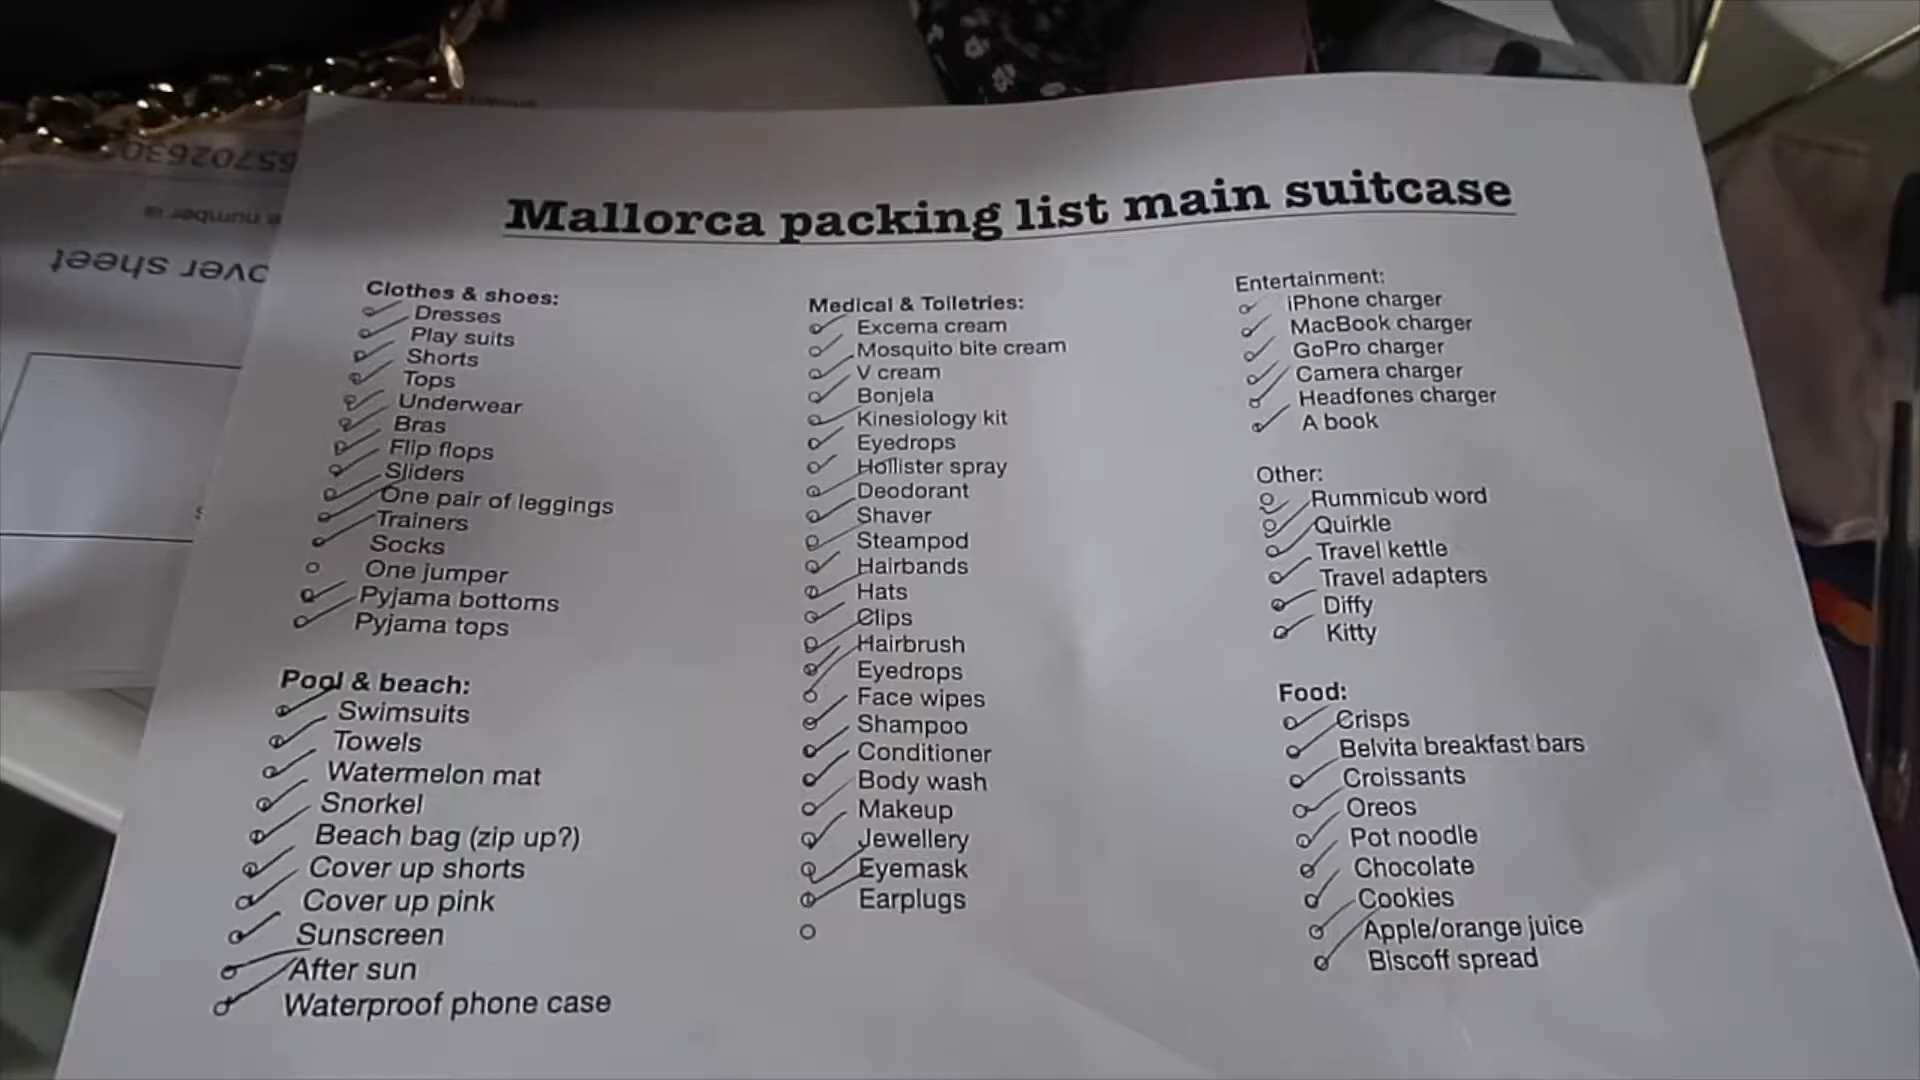 Mallorca packing list main suitcase
Clothes & shoes:
Dresses
Play suits
Shorts
Tops
Underwear
Bras
Flip flops
Sliders
One pair of leggings
Trainers
Socks
One jumper
Pyjama bottoms
Pyjama tops
Pool & beach:
Swimsuits
Towels
Watermelon mat
Snorkel
Beach bag (zip up?)
Cover up shorts
Cover up pink
Sunscreen
After sun
Waterproof phone case
Medical & Toiletries:
Excema cream
Mosquito bite cream
V cream
Bonjela
Kinesiology kit
Eyedrops
Hollister spray
Deodorant
Shaver
Steampod
Hairbands
Hats
Clips
Hairbrush
Eyedrops
Face wipes
Shampoo
Conditioner
Body wash
Makeup
Jewellery
Eyemask
Earplugs
Entertainment:
iPhone charger
MacBook charger
GoPro charger
Camera charger
Headfones charger
A book
Other:
Rummicub word
Quirkle
Travel kettle
Travel adapters
Diffy
Kitty
Food:
Crisps
Belvita breakfast bars
Croissants
Oreos
Pot noodle
Chocolate
Cookies
Apple/orange juice
Biscoff spread
over sheet